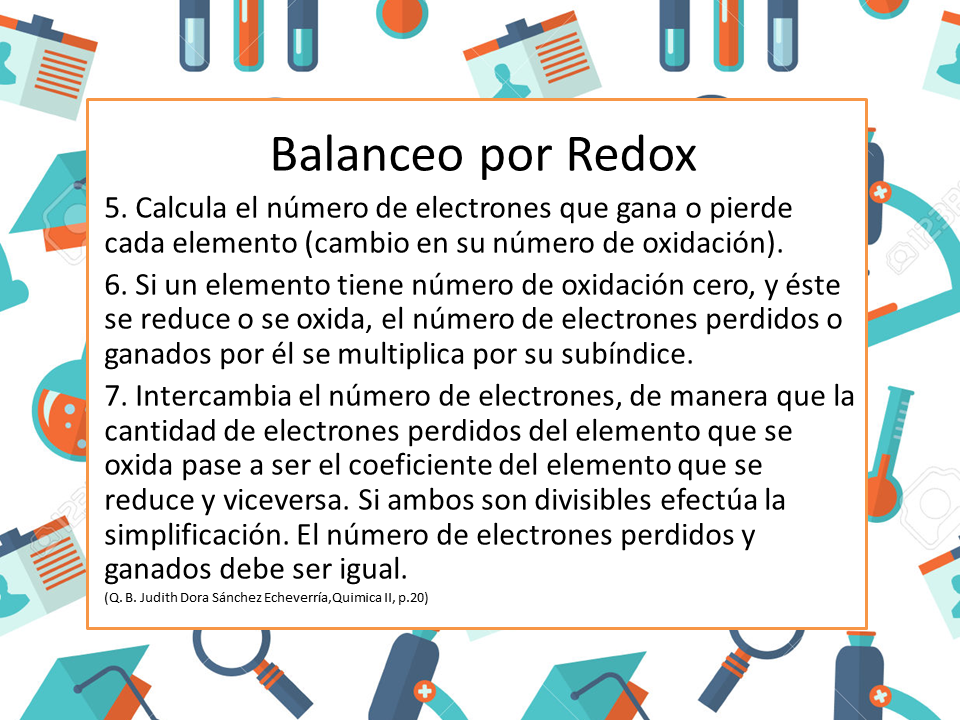 Balanceo por Redox
5. Calcula el número de electrones que gana o pierde
cada elemento (cambio en su número de oxidación).
6. Si un elemento tiene número de oxidación cero, y éste
se reduce o se oxida, el número de electrones perdidos o
ganados por él se multiplica por su subíndice.
7. Intercambia el número de electrones, de manera que la
cantidad de electrones perdidos del elemento que se
oxida pase a ser el coeficiente del elemento que se
reduce y viceversa. Si ambos son divisibles efectúa la
simplificación. El número de electrones perdidos y
ganados debe ser igual.
(Q. B. Judith Dora Sánchez Echeverría,Quimica II, p.20)